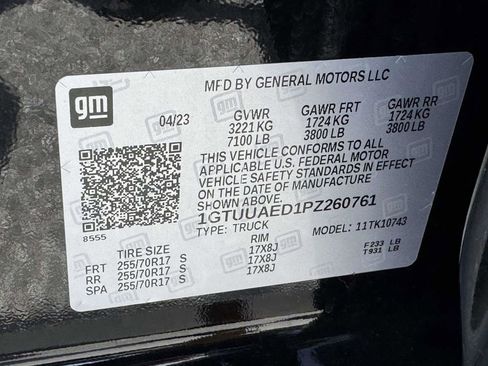 gm
MFD BY GENERAL MOTORS LLC
04/23 GVWR GAWR FRT GAWR RR
3221 KG 1724 KG 1724 KG
7100 LB 3800 LB 3800 LB
THIS VEHICLE CONFORMS TO ALL
APPLICABLE U.S. FEDERAL MOTOR
VEHICLE SAFETY STANDARDS IN EFFECT
ON THE DATE OF MANUFACTURE SHOWN ABOVE.
1GTUUAED1PZ260761
8555 TYPE: TRUCK MODEL: 11TK10743
TIRE SIZE RIM
FRT 255/70R17 S 17X8J F233 LB
RR 255/70R17 S 17X8J T931 LB
SPA 255/70R17 S 17X8J